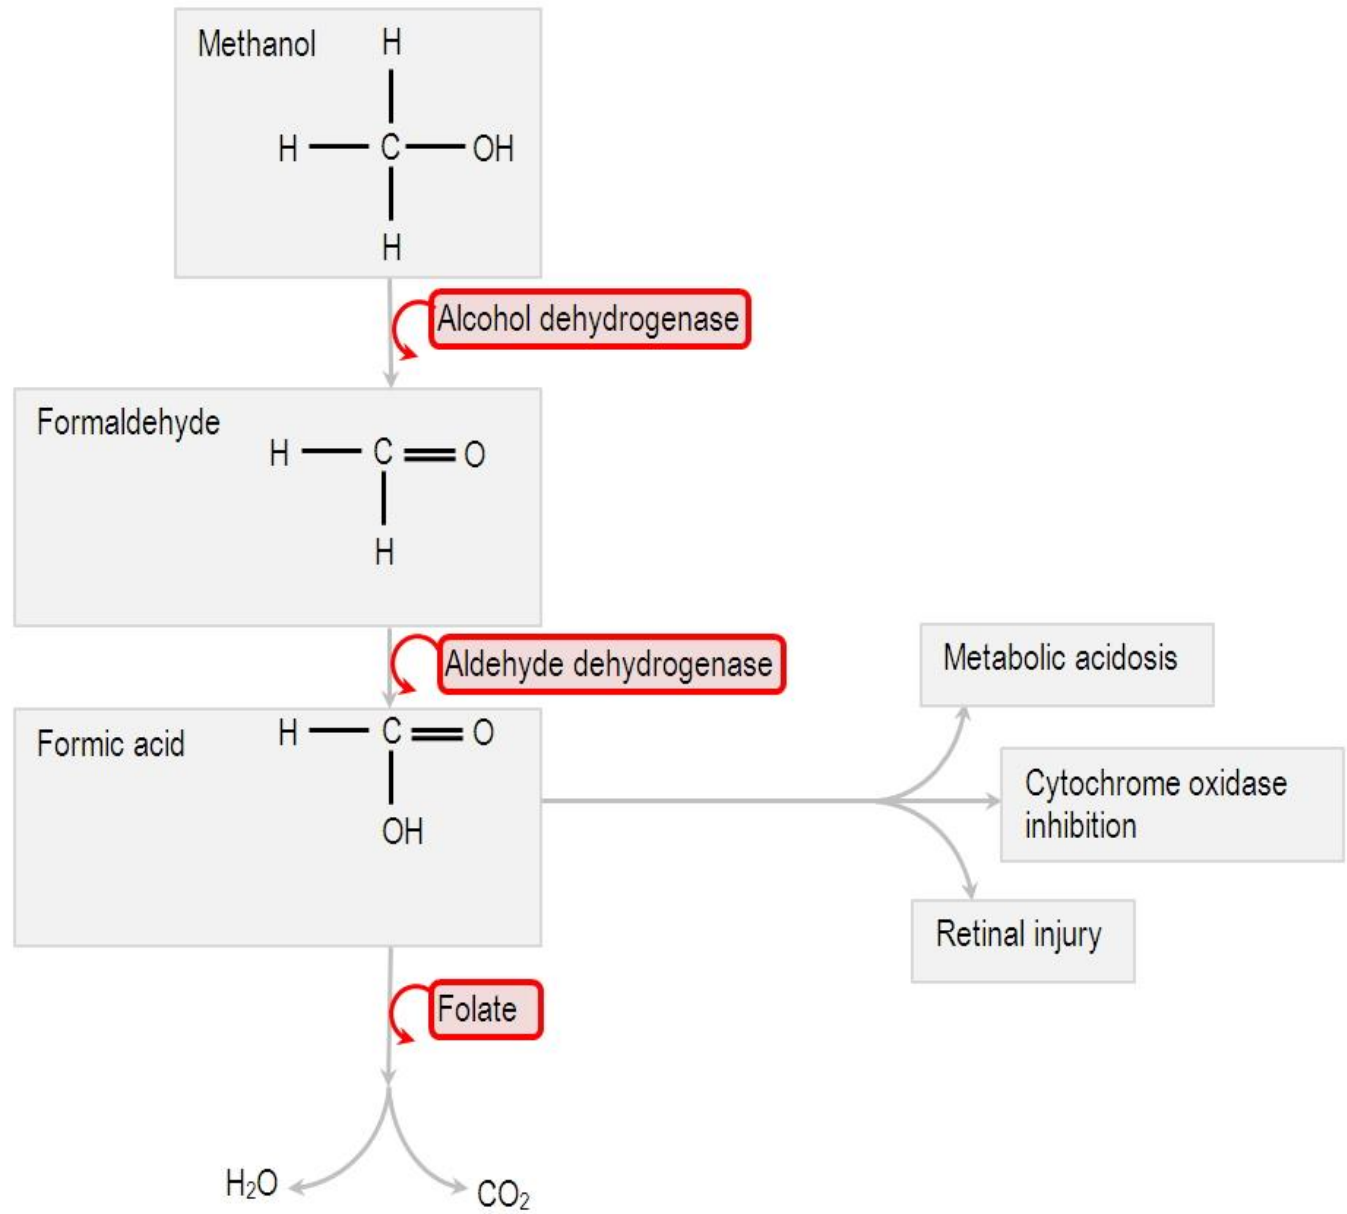 Methanol
H
H C OH
H
Alcohol dehydrogenase
Formaldehyde
H C O
H
Aldehyde dehydrogenase
Formic acid
H C O
OH
Metabolic acidosis
Cytochrome oxidase
inhibition
Retinal injury
Folate
H₂O
CO₂